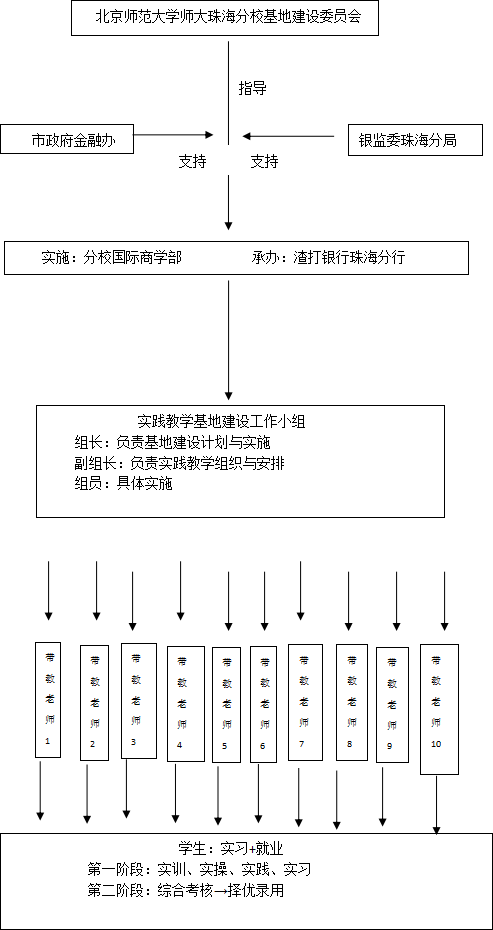 北京师范大学师大珠海分校基地建设委员会
指导
市政府金融办
银监委珠海分局
支持
支持
实施：分校国际商学部 承办：渣打银行珠海分行
实践教学基地建设工作小组
组长：负责基地建设计划与实施
副组长：负责实践教学组织与安排
组员：具体实施
带教老师1
带教老师2
带教老师3
带教老师4
带教老师5
带教老师6
带教老师7
带教老师8
带教老师9
带教老师10
学生：实习+就业
第一阶段：实训、实操、实践、实习
第二阶段：综合考核→择优录用